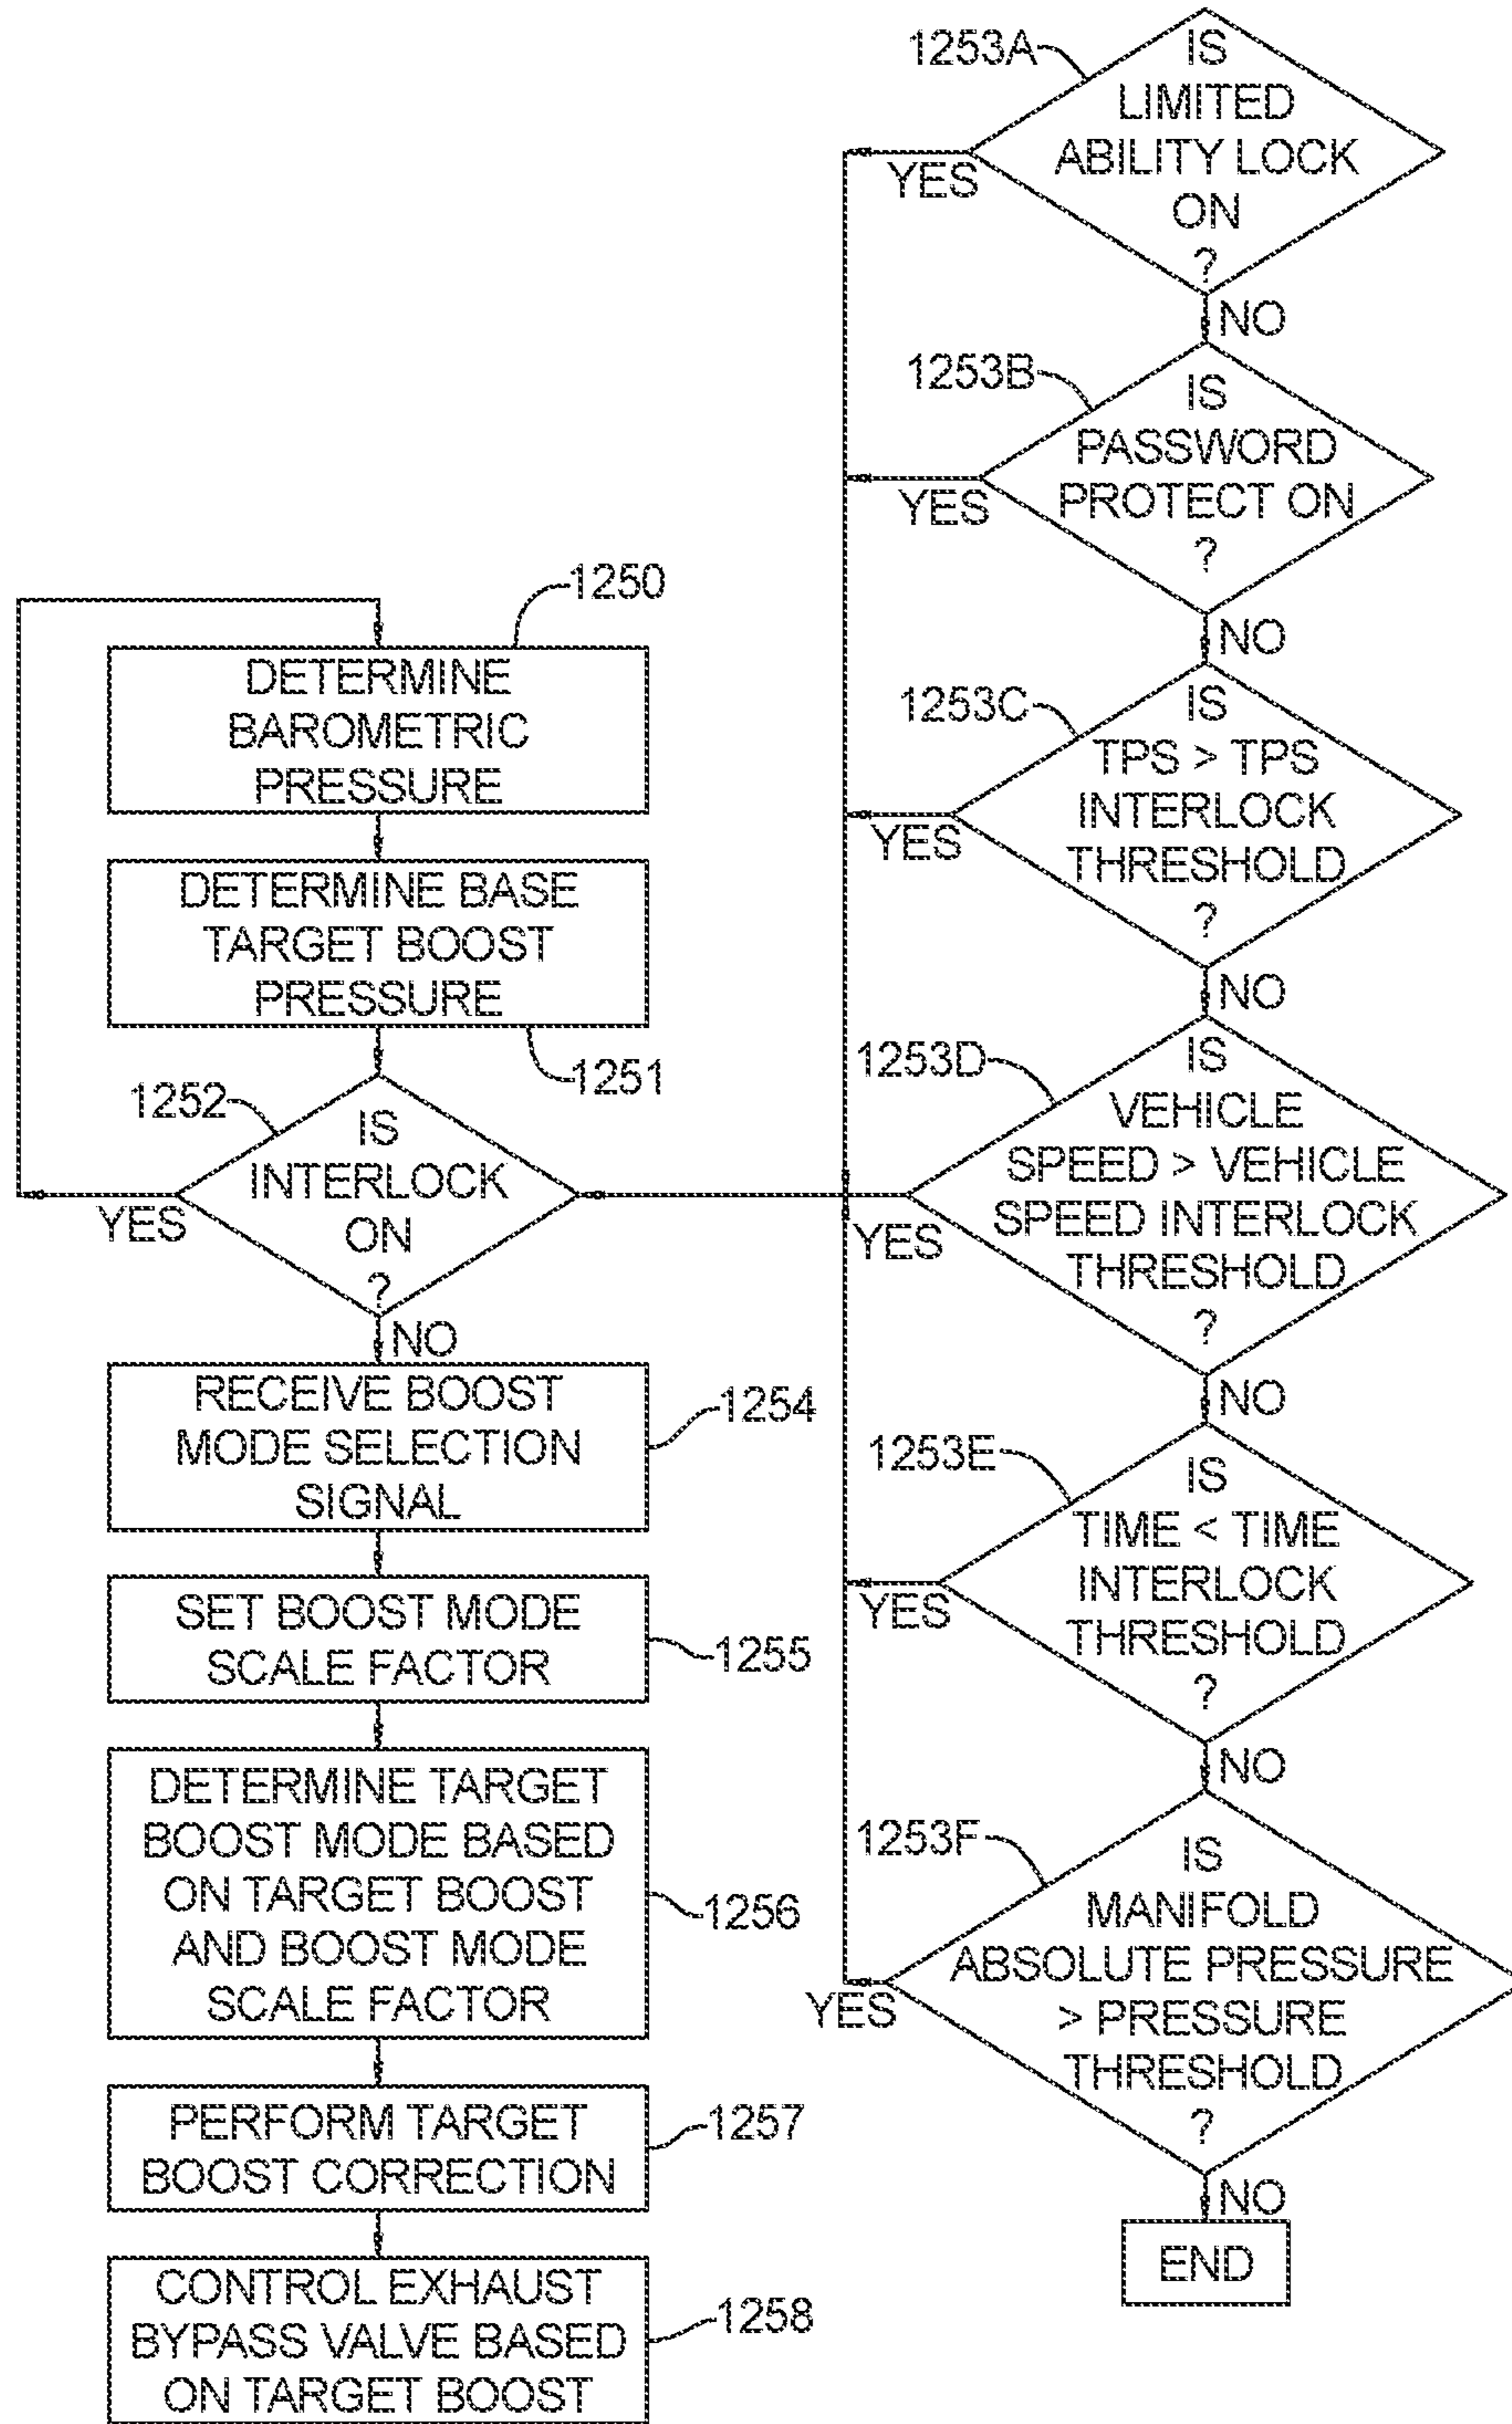 1250
DETERMINE
BAROMETRIC
PRESSURE
DETERMINE BASE
TARGET BOOST
PRESSURE
1251
1252
IS
INTERLOCK
ON
?
YES
NO
RECEIVE BOOST
MODE SELECTION
SIGNAL
1254
SET BOOST MODE
SCALE FACTOR
1255
DETERMINE TARGET
BOOST MODE BASED
ON TARGET BOOST
AND BOOST MODE
SCALE FACTOR
1256
PERFORM TARGET
BOOST CORRECTION
1257
CONTROL EXHAUST
BYPASS VALVE BASED
ON TARGET BOOST
1258
1253A
IS
LIMITED
ABILITY LOCK
ON
?
YES
NO
1253B
IS
PASSWORD
PROTECT ON
?
YES
NO
1253C
IS
TPS > TPS
INTERLOCK
THRESHOLD
?
YES
NO
1253D
IS
VEHICLE
SPEED > VEHICLE
SPEED INTERLOCK
THRESHOLD
?
YES
NO
1253E
IS
TIME < TIME
INTERLOCK
THRESHOLD
?
YES
NO
1253F
IS
MANIFOLD
ABSOLUTE PRESSURE
> PRESSURE
THRESHOLD
?
YES
NO
END